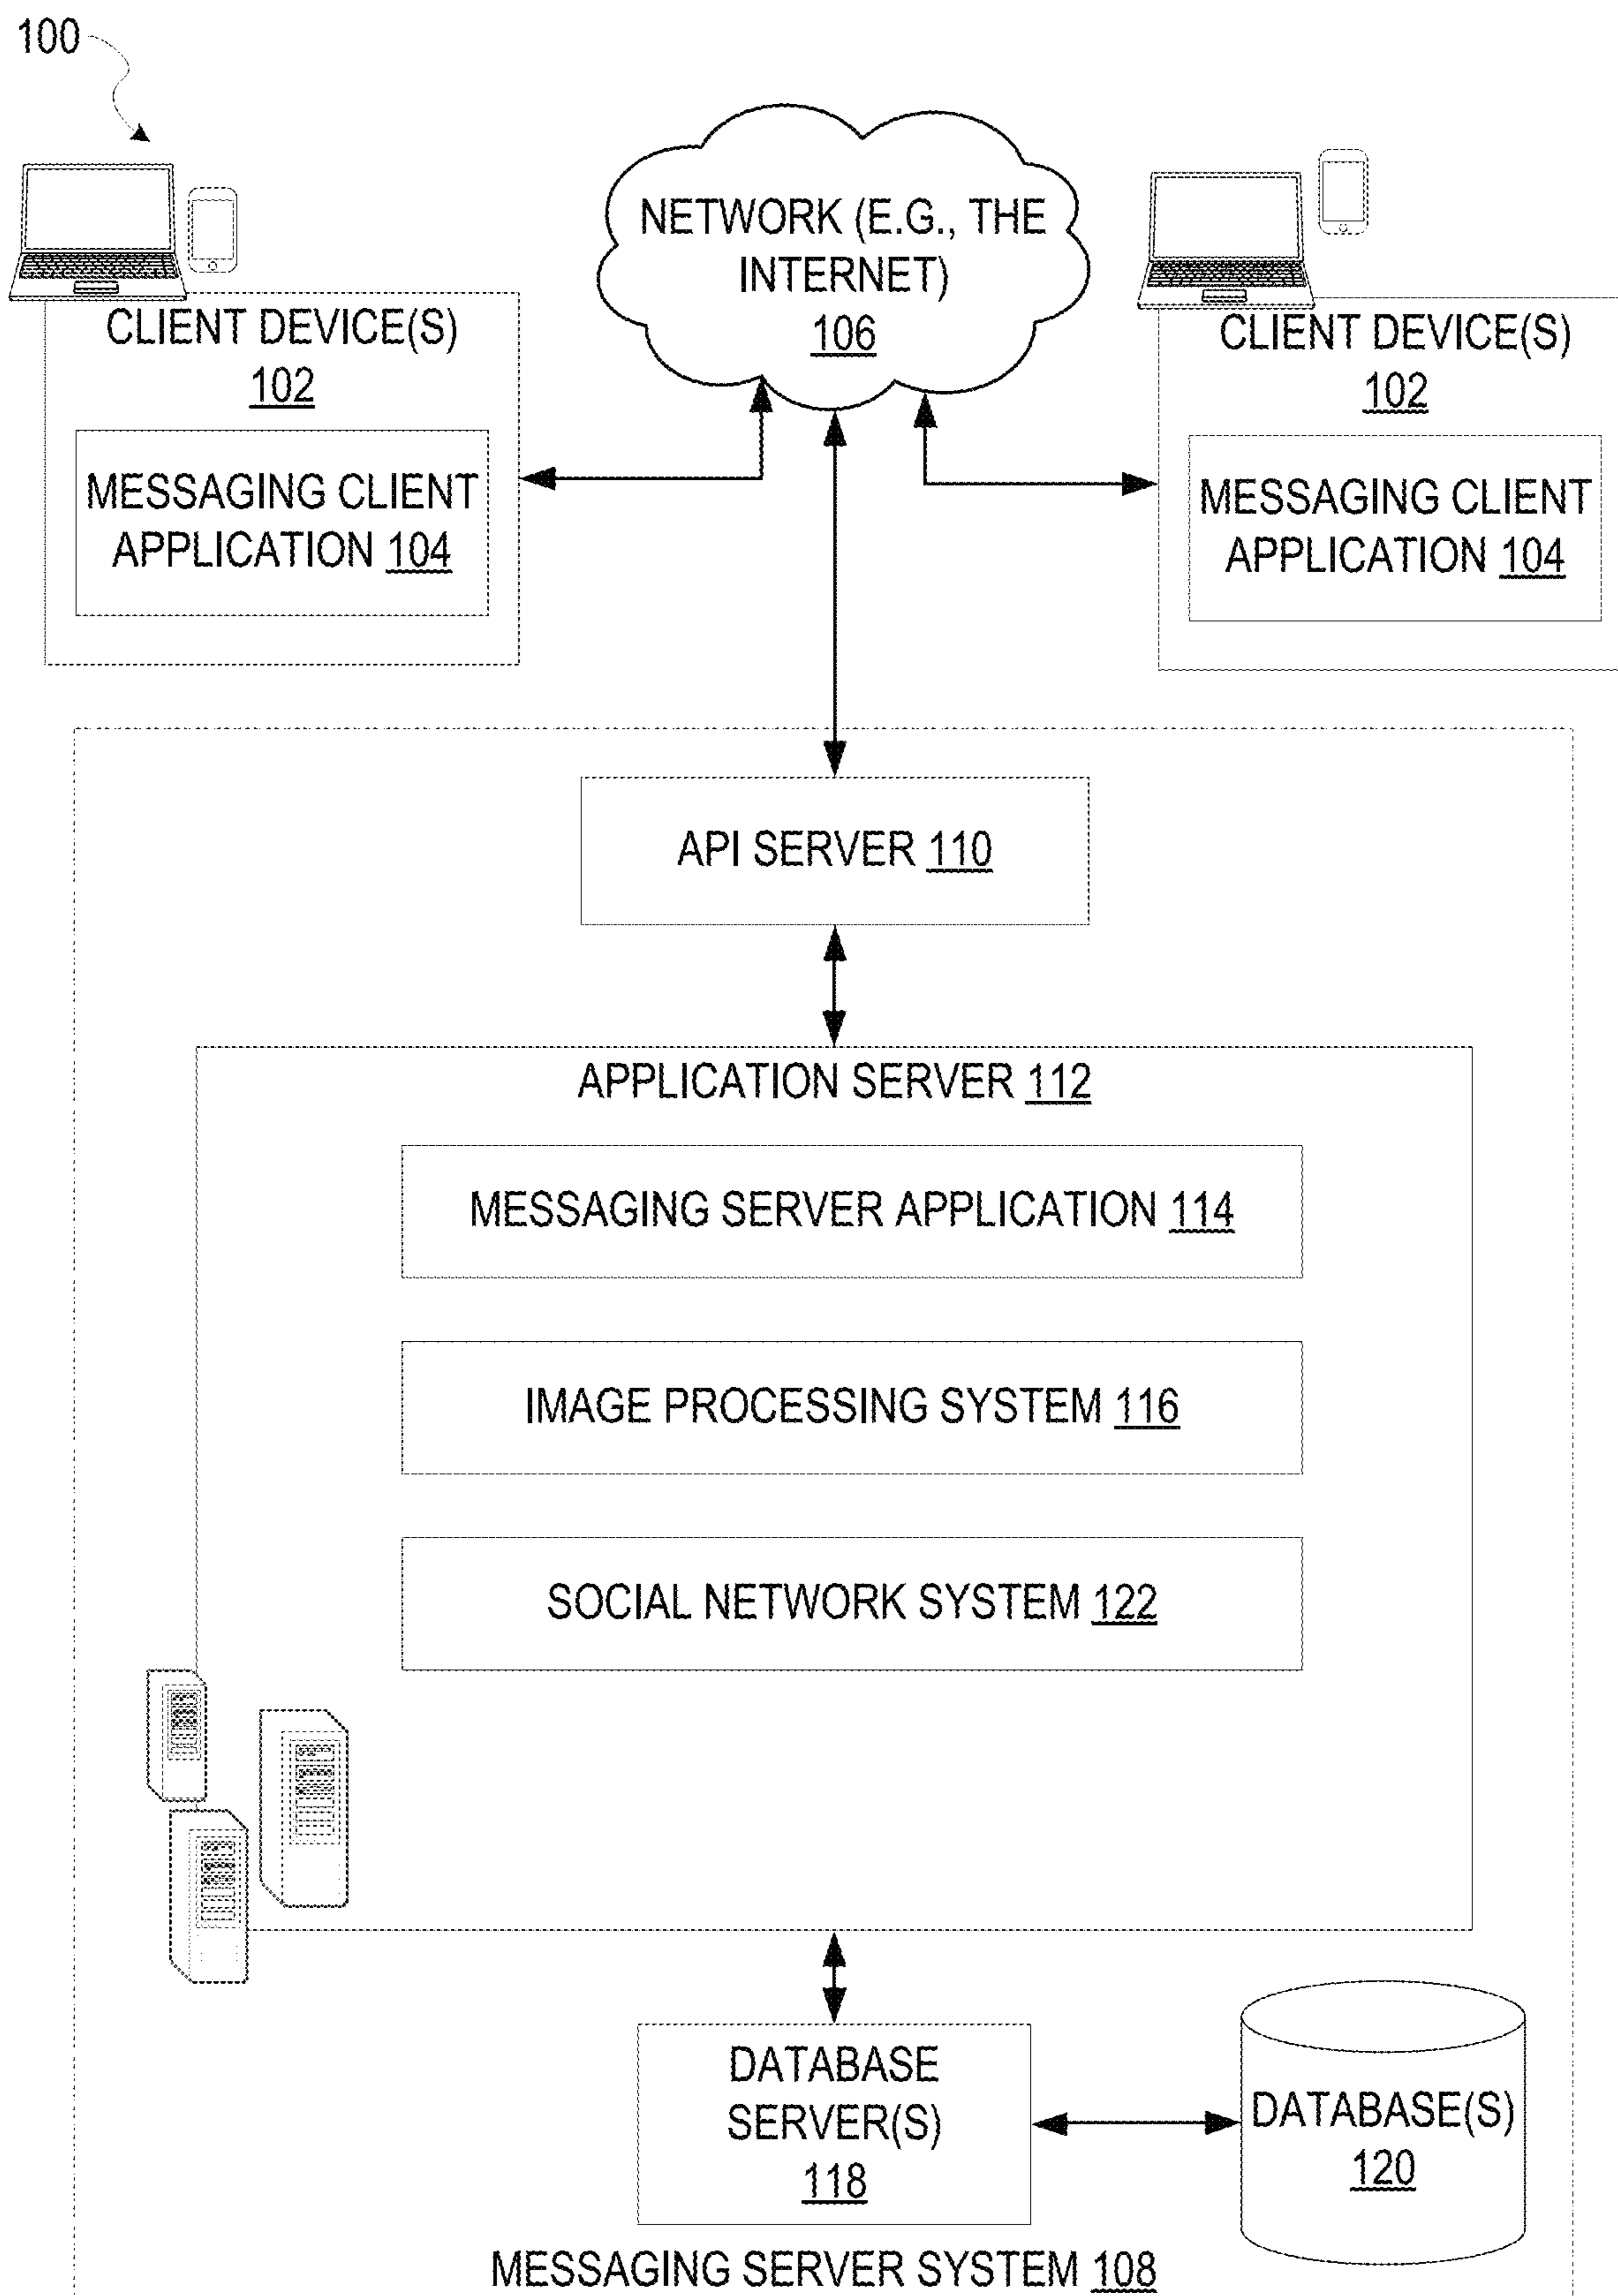 100
NETWORK (E.G., THE
INTERNET)
106
CLIENT DEVICE(S)
102
MESSAGING CLIENT
APPLICATION 104
CLIENT DEVICE(S)
102
MESSAGING CLIENT
APPLICATION 104
API SERVER 110
APPLICATION SERVER 112
MESSAGING SERVER APPLICATION 114
IMAGE PROCESSING SYSTEM 116
SOCIAL NETWORK SYSTEM 122
DATABASE
SERVER(S)
118
DATABASE(S)
120
MESSAGING SERVER SYSTEM 108